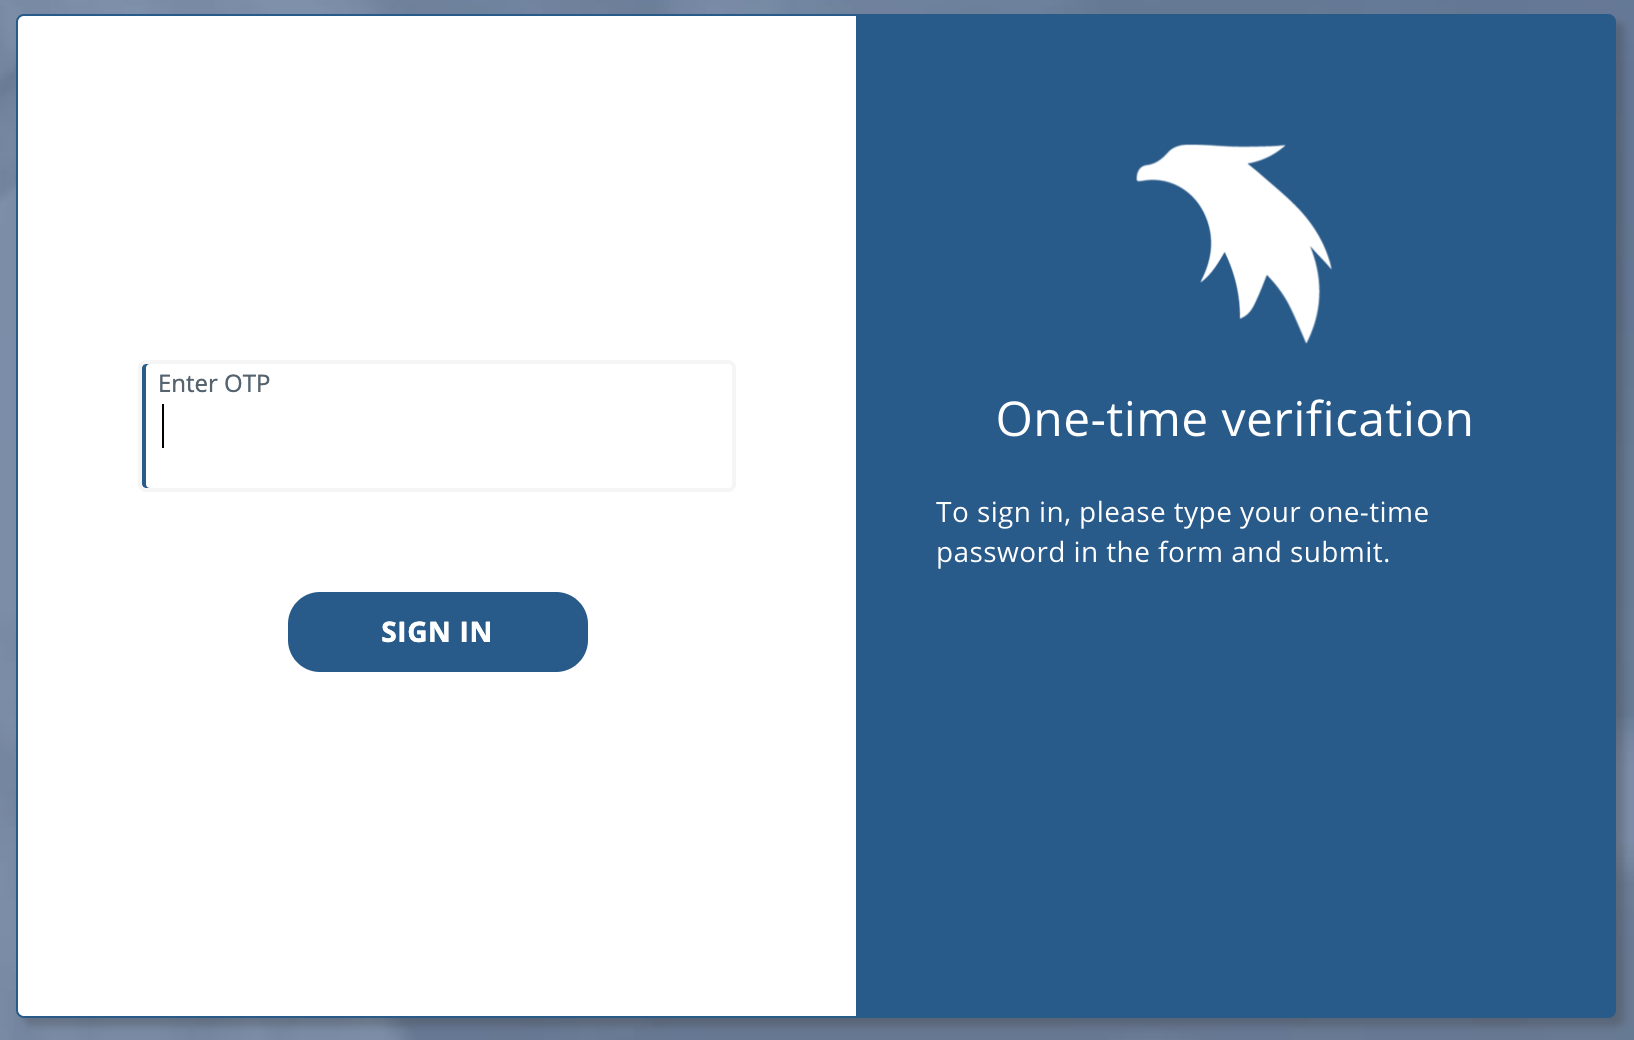 Enter OTP
SIGN IN
One-time verification
To sign in, please type your one-time
password in the form and submit.